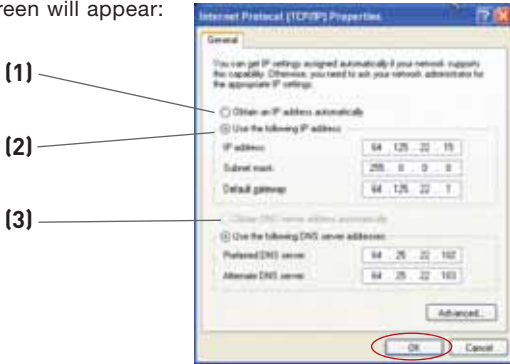 reen will appear:
Internet Protocol (TCP/IP) Properties
General
You can get IP settings assigned automatically if your network supports
this capability. Otherwise, you need to ask your network administrator for
the appropriate IP settings.
(1)
Obtain an IP address automatically
(2)
Use the following IP address
IP address: 64 . 125 . 22 . 15
Subnet mask: 255 . 0 . 0 . 0
Default gateway: 64 . 125 . 22 . 1
(3)
Obtain DNS server address automatically
Use the following DNS server addresses:
Preferred DNS server: 64 . 25 . 22 . 102
Alternate DNS server: 64 . 25 . 22 . 103
Advanced...
OK Cancel